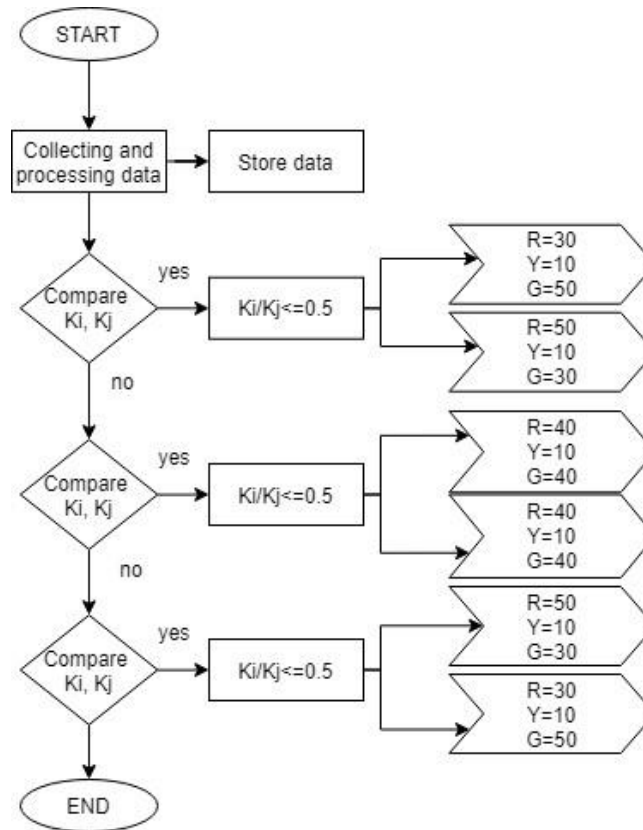 START
Collecting and
processing data
Store data
Compare
Ki, Kj
yes
Ki/Kj<=0.5
R=30
Y=10
G=50
R=50
Y=10
G=30
no
Compare
Ki, Kj
yes
Ki/Kj<=0.5
R=40
Y=10
G=40
R=40
Y=10
G=40
no
Compare
Ki, Kj
yes
Ki/Kj<=0.5
R=50
Y=10
G=30
R=30
Y=10
G=50
END